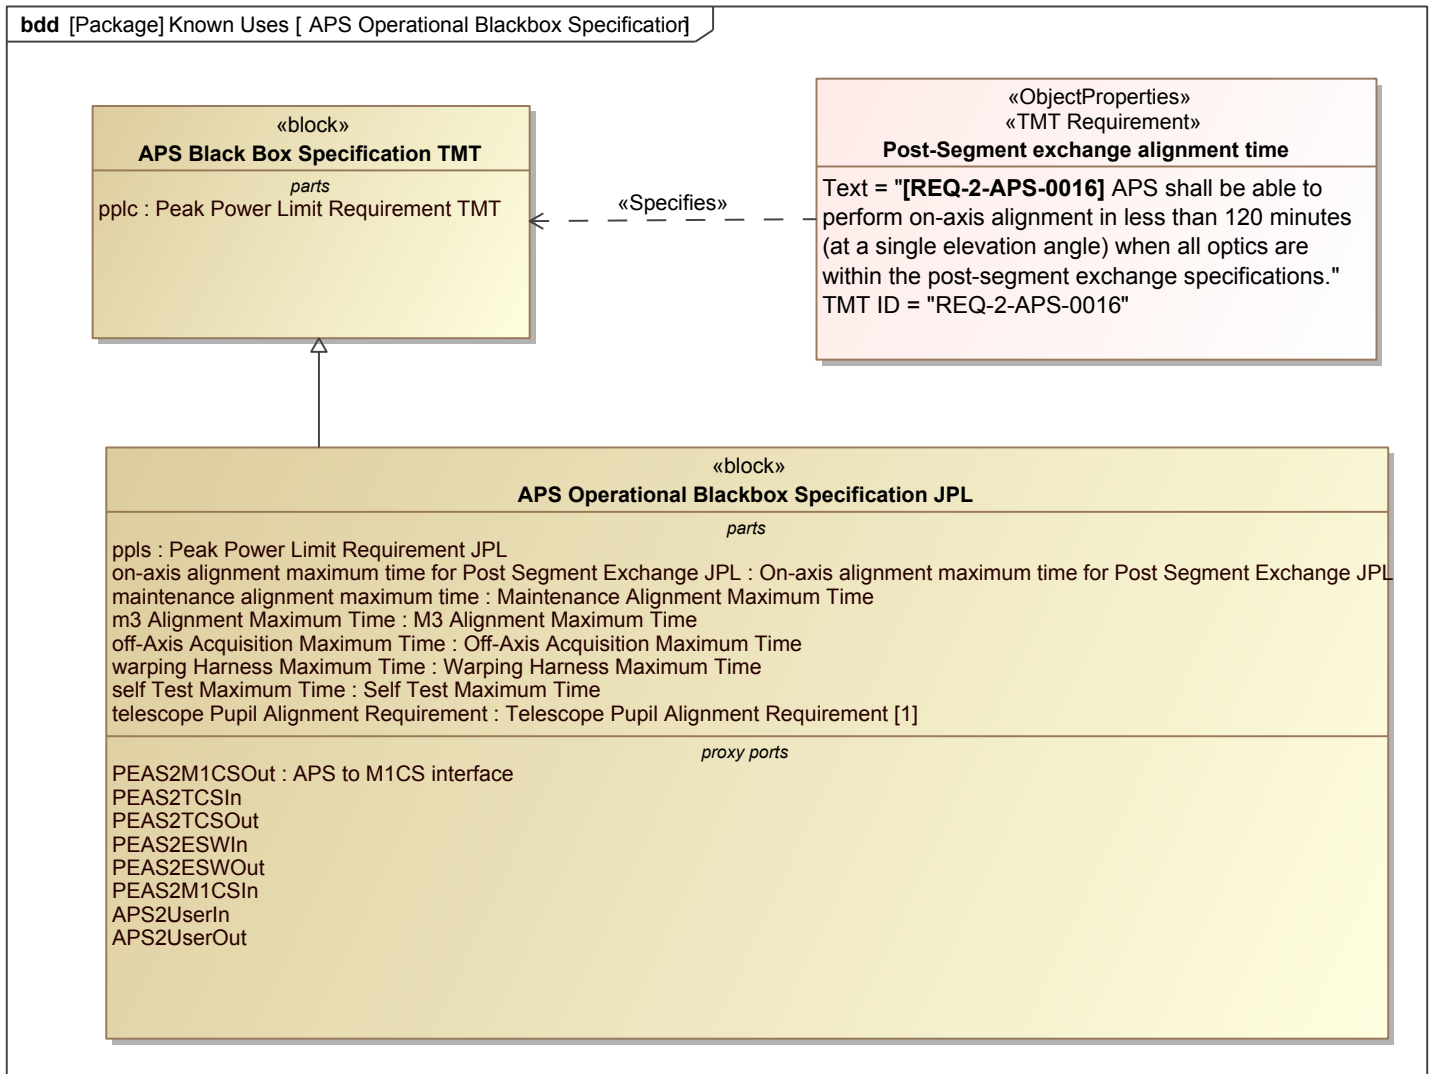 bdd [Package] Known Uses [ APS Operational Blackbox Specification]
«block»
APS Black Box Specification TMT
parts
pplc : Peak Power Limit Requirement TMT
«Specifies»
«ObjectProperties»
«TMT Requirement»
Post-Segment exchange alignment time
Text = "[REQ-2-APS-0016] APS shall be able to
perform on-axis alignment in less than 120 minutes
(at a single elevation angle) when all optics are
within the post-segment exchange specifications."
TMT ID = "REQ-2-APS-0016"
«block»
APS Operational Blackbox Specification JPL
parts
ppls : Peak Power Limit Requirement JPL
on-axis alignment maximum time for Post Segment Exchange JPL : On-axis alignment maximum time for Post Segment Exchange JPL
maintenance alignment maximum time : Maintenance Alignment Maximum Time
m3 Alignment Maximum Time : M3 Alignment Maximum Time
off-Axis Acquisition Maximum Time : Off-Axis Acquisition Maximum Time
warping Harness Maximum Time : Warping Harness Maximum Time
self Test Maximum Time : Self Test Maximum Time
telescope Pupil Alignment Requirement : Telescope Pupil Alignment Requirement [1]
proxy ports
PEAS2M1CSOut : APS to M1CS interface
PEAS2TCSIn
PEAS2TCSOut
PEAS2ESWIn
PEAS2ESWOut
PEAS2M1CSIn
APS2UserIn
APS2UserOut